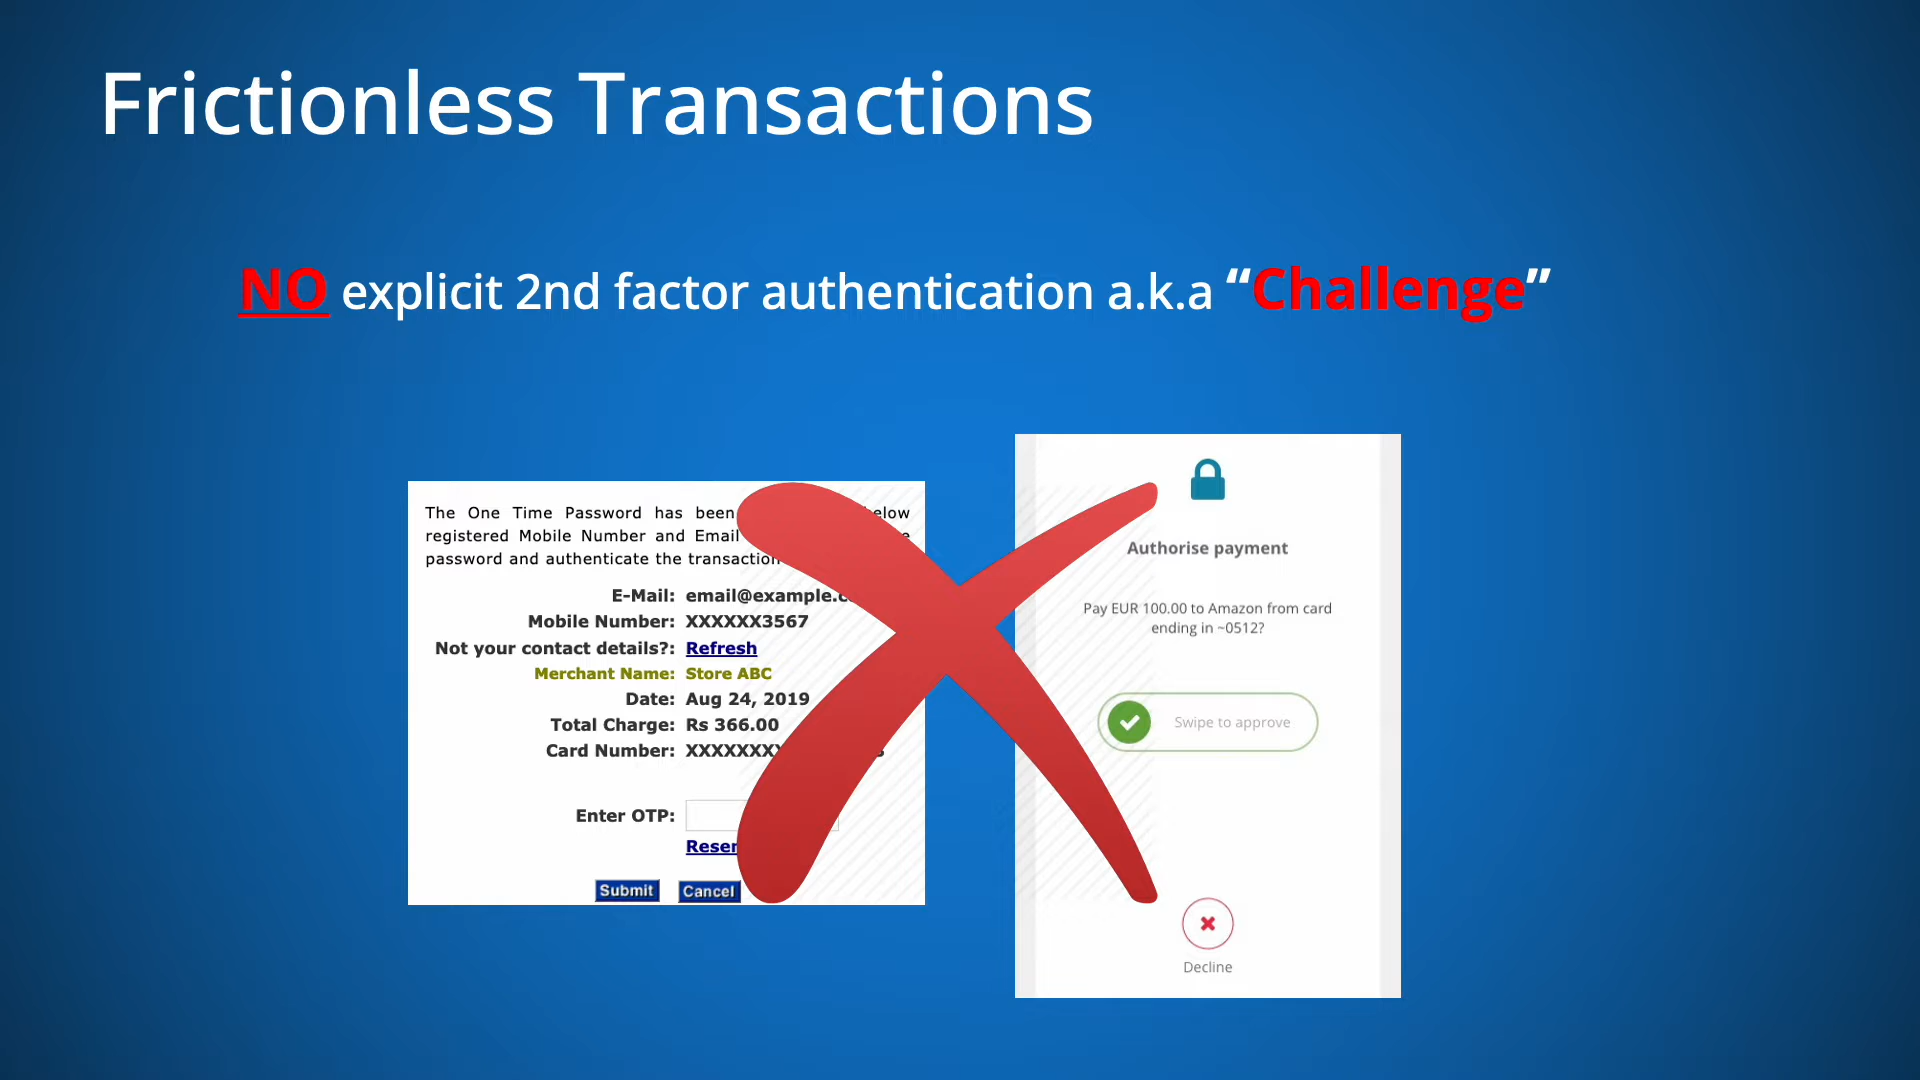 Frictionless Transactions
NO explicit 2nd factor authentication a.k.a “Challenge”
The One Time Password has been
registered Mobile Number and Email
password and authenticate the transaction
E-Mail: email@example.c
Mobile Number: XXXXXX3567
Not your contact details?: Refresh
Merchant Name: Store ABC
Date: Aug 24, 2019
Total Charge: Rs 366.00
Card Number:
Enter OTP:
Submit Cancel
Authorise payment
Pay EUR 100.00 to Amazon from card
ending in ~0512?
Swipe to approve
Decline